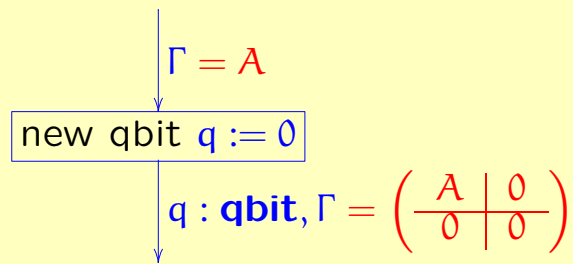 Γ = A
new qbit q := 0
q : qbit, Γ = ( A | 0
0 | 0 )